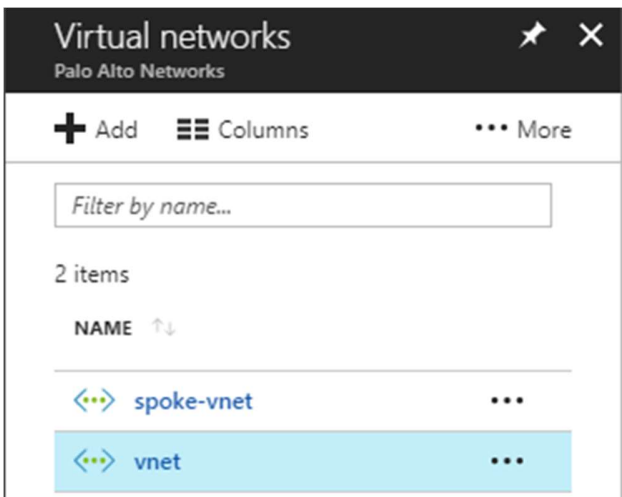 Virtual networks
Palo Alto Networks
Add Columns ••• More
Filter by name...
2 items
NAME ↑↓
spoke-vnet •••
vnet •••